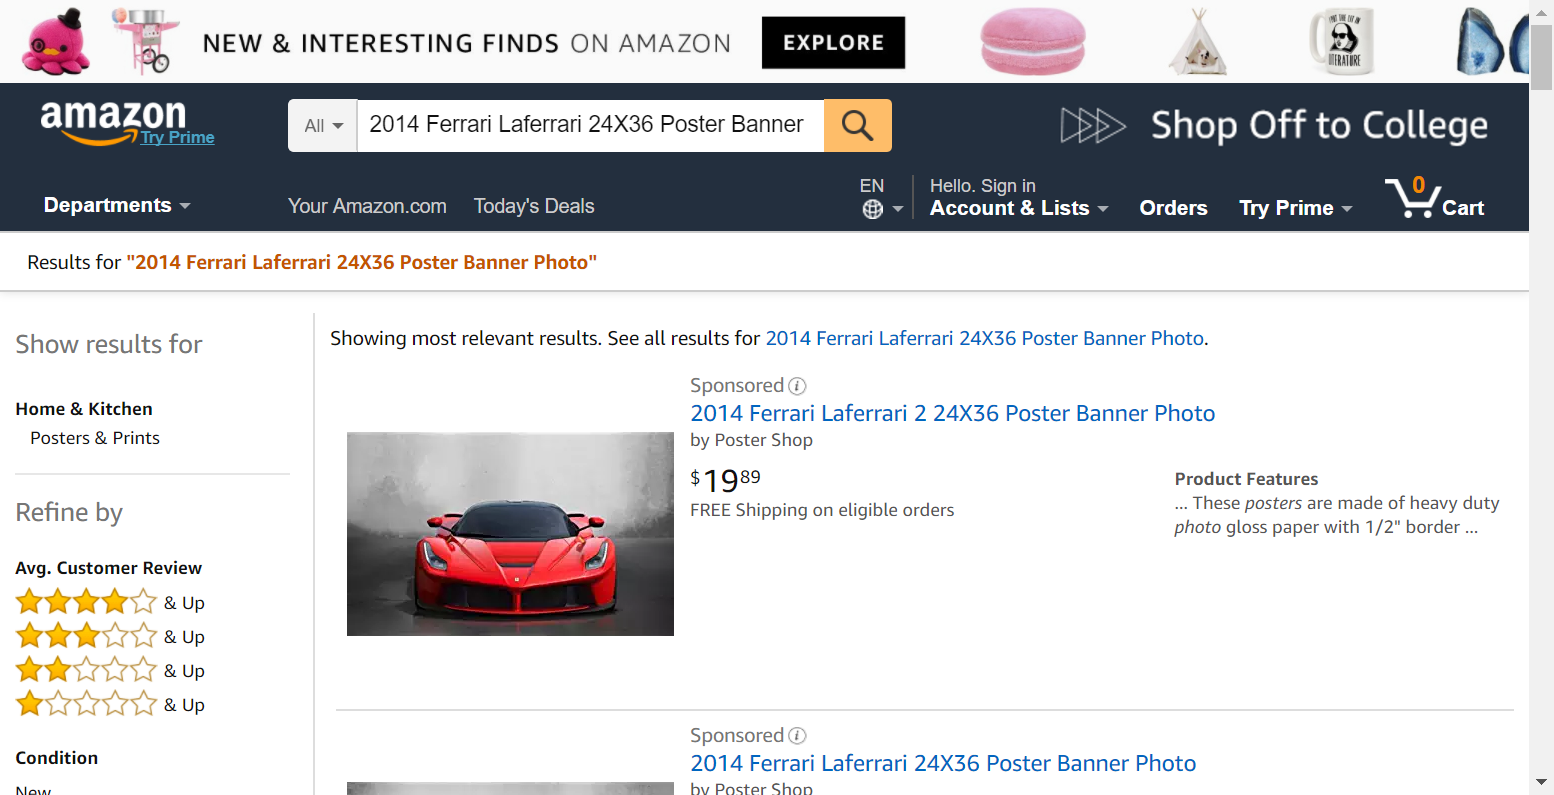 NEW & INTERESTING FINDS ON AMAZON
EXPLORE
amazon
Try Prime
All
2014 Ferrari Laferrari 24X36 Poster Banner
Shop Off to College
Departments
Your Amazon.com
Today's Deals
EN
Hello. Sign in
Account & Lists
Orders
Try Prime
0
Cart
Results for "2014 Ferrari Laferrari 24X36 Poster Banner Photo"
Show results for
Home & Kitchen
Posters & Prints
Refine by
Avg. Customer Review
& Up
& Up
& Up
& Up
Condition
New
Showing most relevant results. See all results for 2014 Ferrari Laferrari 24X36 Poster Banner Photo.
Sponsored
2014 Ferrari Laferrari 2 24X36 Poster Banner Photo
by Poster Shop
$19 89
FREE Shipping on eligible orders
Product Features
... These posters are made of heavy duty
photo gloss paper with 1/2" border ...
Sponsored
2014 Ferrari Laferrari 24X36 Poster Banner Photo
by Poster Shop